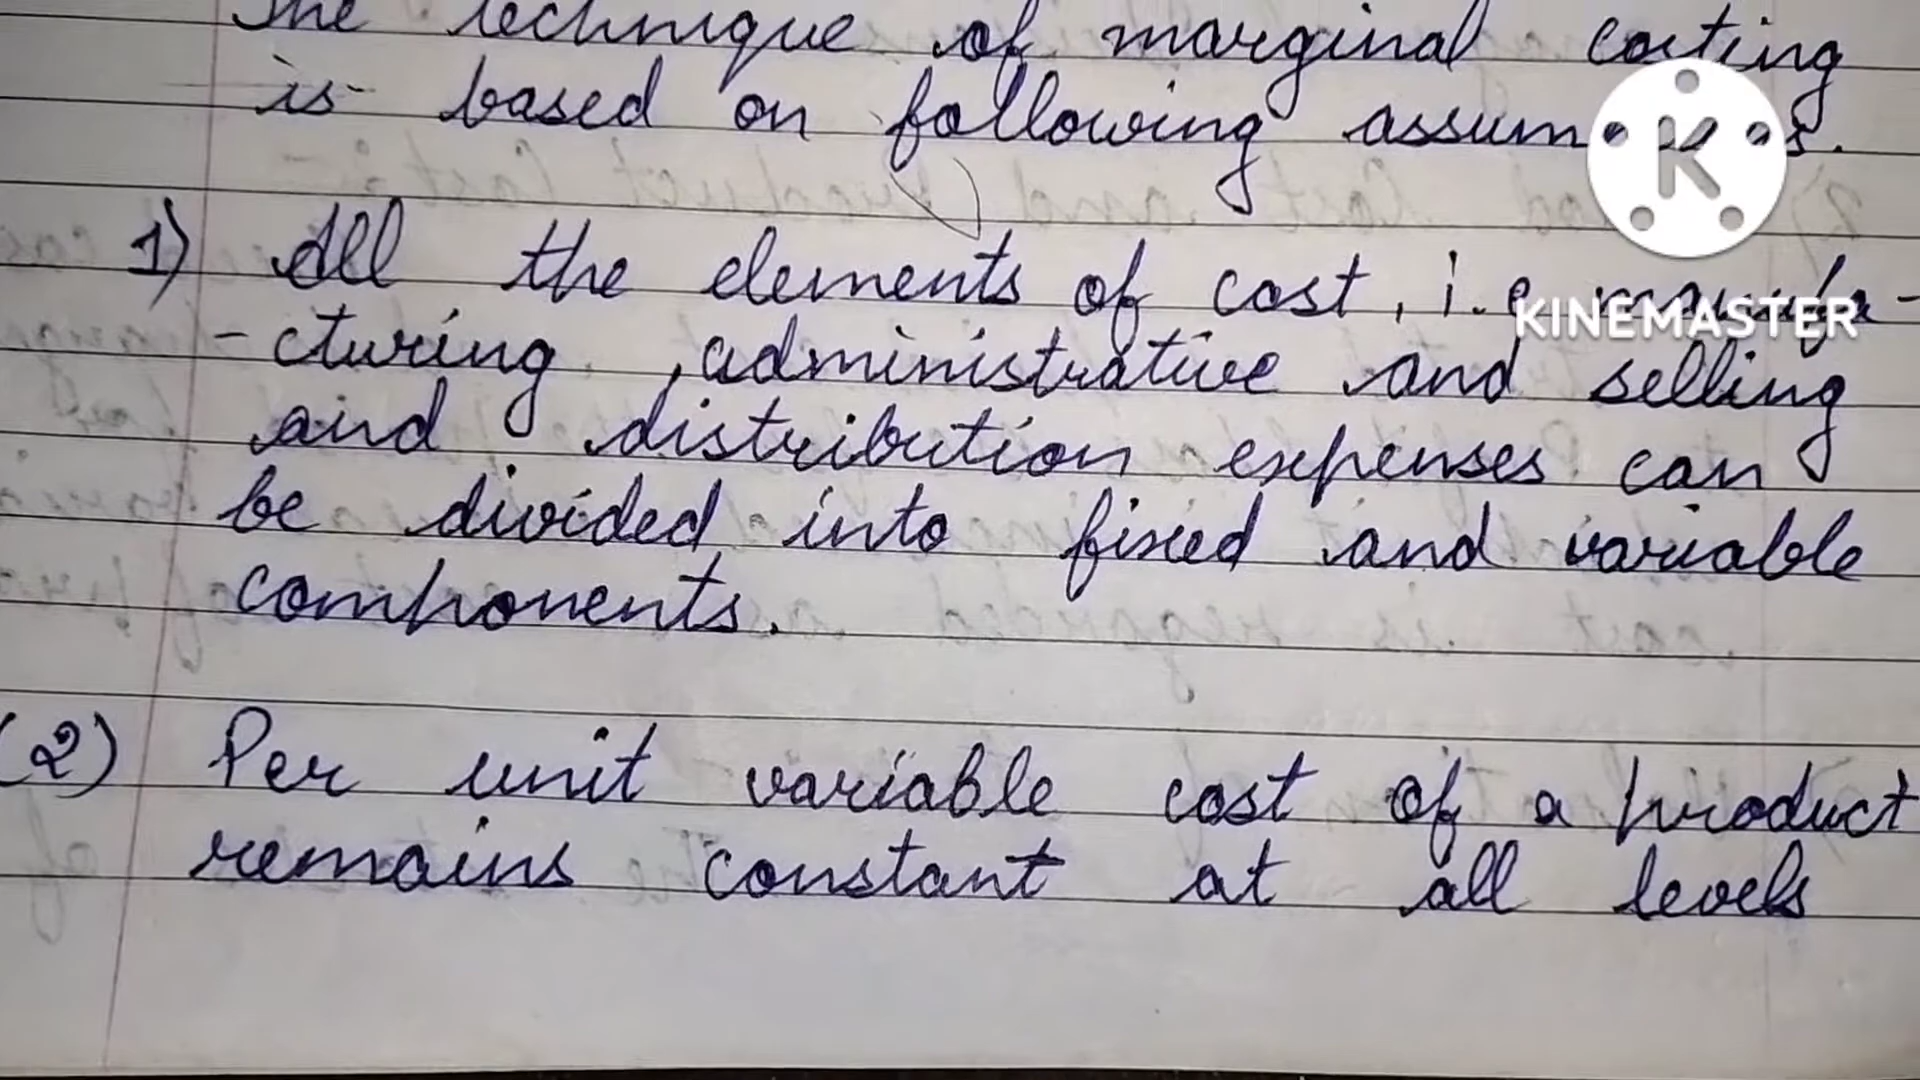 The technique of marginal costing
is based on following
1) All the elements of cost, i.e manufa-
-cturing, administrative and selling
and distribution expenses can
be divided into fixed and variable
components.
(2) Per unit variable cost of a product
remains constant at all levels
K
KINEMASTER